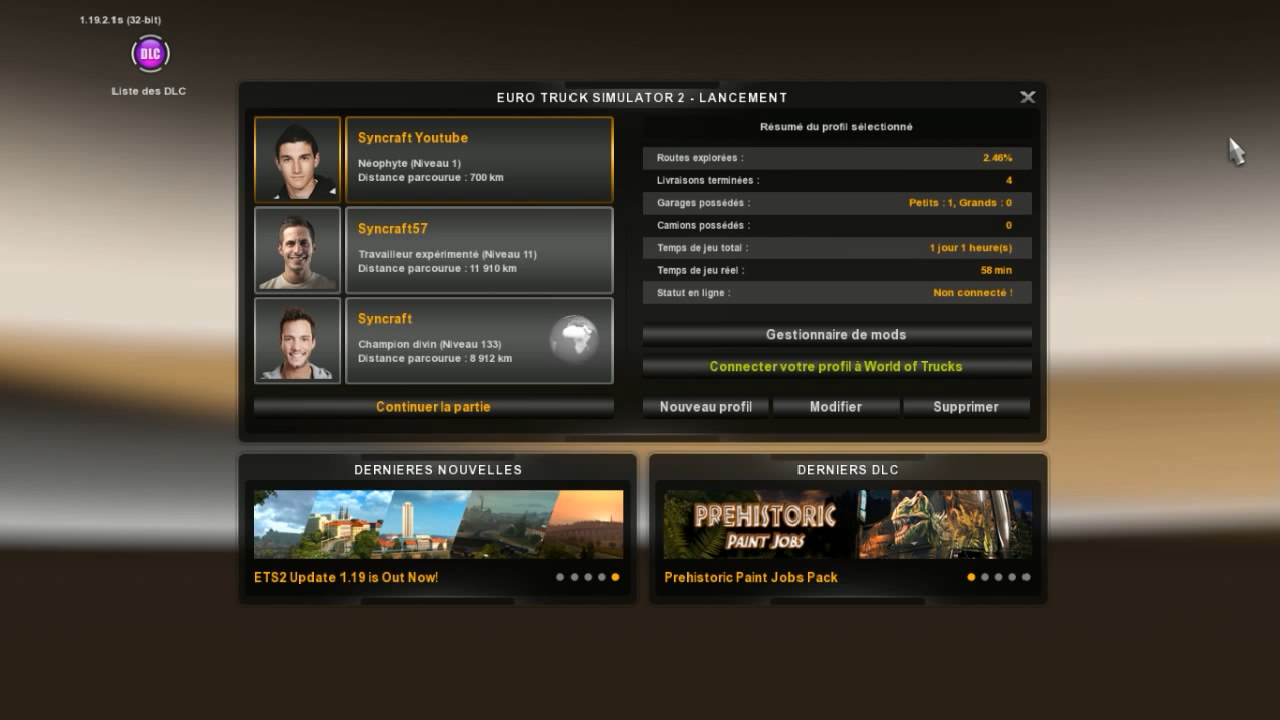 1.19.2.1s (32-bit)
DLC
Liste des DLC
EURO TRUCK SIMULATOR 2 - LANCEMENT
Syncraft Youtube
Néophyte (Niveau 1)
Distance parcourue : 700 km
Syncraft57
Travailleur expérimenté (Niveau 11)
Distance parcourue : 11 910 km
Syncraft
Champion divin (Niveau 133)
Distance parcourue : 8 912 km
Continuer la partie
Résumé du profil sélectionné
Routes explorées : 2.46%
Livraisons terminées : 4
Garages possédés : Petits : 1, Grands : 0
Camions possédés : 0
Temps de jeu total : 1 jour 1 heure(s)
Temps de jeu réel : 58 min
Statut en ligne : Non connecté !
Gestionnaire de mods
Connecter votre profil à World of Trucks
Nouveau profil Modifier Supprimer
DERNIERES NOUVELLES
ETS2 Update 1.19 is Out Now!
DERNIERS DLC
PREHISTORIC
PAINT JOBS
Prehistoric Paint Jobs Pack